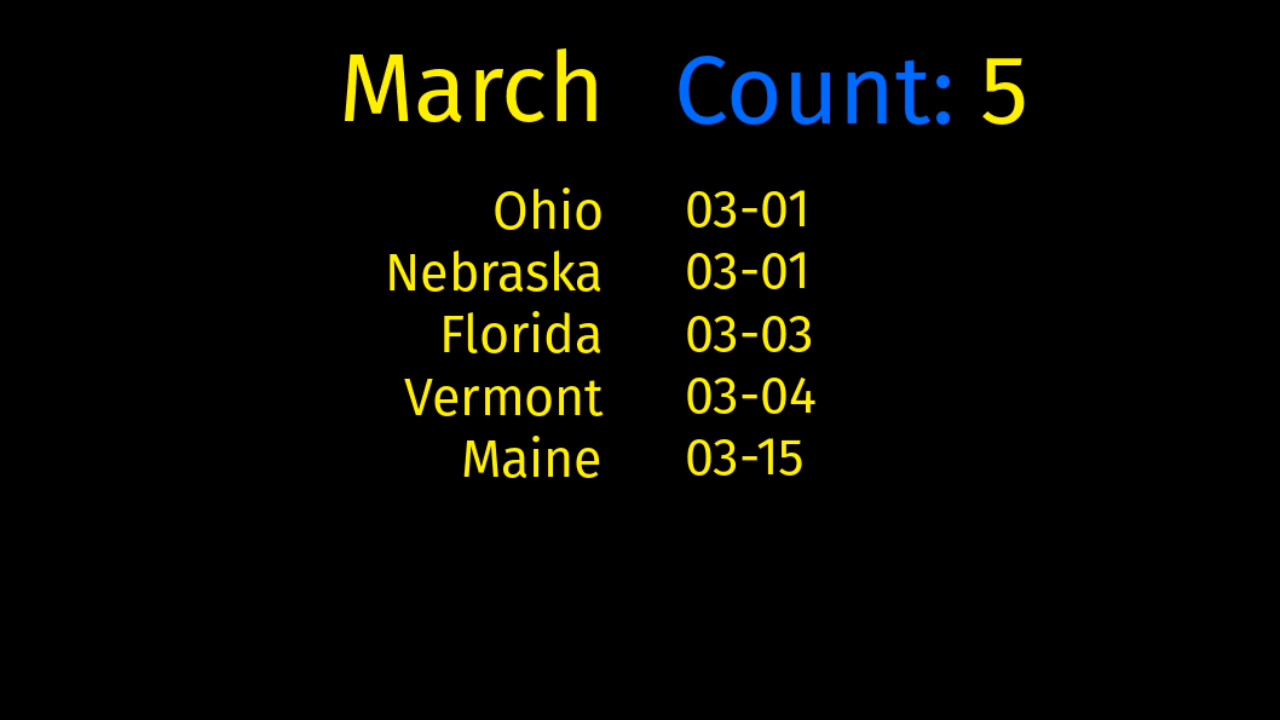 March Count: 5
Ohio 03-01
Nebraska 03-01
Florida 03-03
Vermont 03-04
Maine 03-15